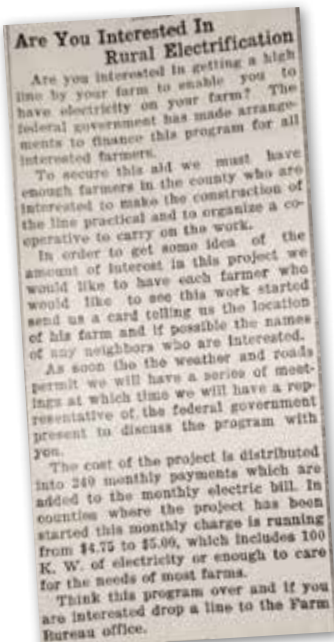 Are You Interested In
Rural Electrification
Are you interested in getting a high
line by your farm to enable you to
have electricity on your farm? The
federal government has made arrange-
ments to finance this program for all
interested farmers.
To secure this aid we must have
enough farmers in the county who are
interested to make the construction of
the line practical and to organize a co-
operative to carry on the work.
In order to get some idea of the
amount of interest in this project we
would like to have each farmer who
would like to see this work started
send us a card telling us the location
of his farm and if possible the names
of any neighbors who are interested.
As soon the the weather and roads
permit we will have a series of meet-
ings at which time we will have a rep-
resentative of the federal government
present to discuss the program with
you.
The cost of the project is distributed
into 240 monthly payments which are
added to the monthly electric bill. In
counties where the project has been
started this monthly charge is running
from $4.75 to $5.00, which includes 100
K. W. of electricity or enough to care
for the needs of most farms.
Think this program over and if you
are interested drop a line to the Farm
Bureau office.